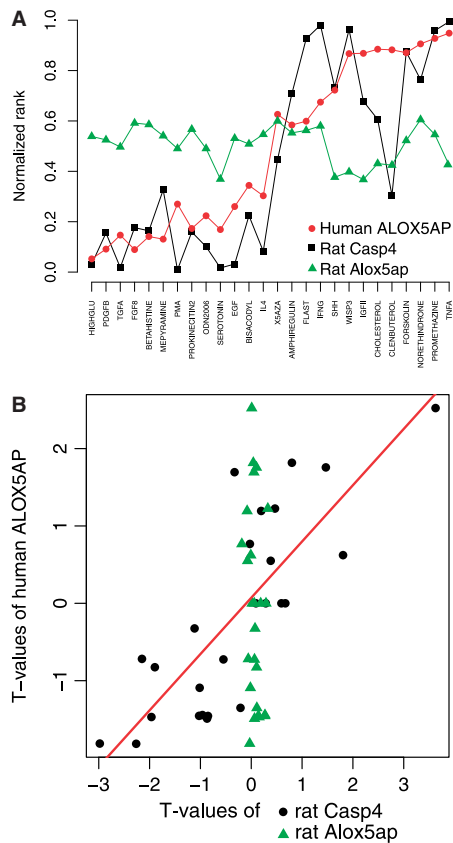 A
Normalized rank
1.0
0.8
0.6
0.4
0.2
0.0
Human ALOX5AP
Rat Casp4
Rat Alox5ap
HIGHGLU
PDGFB
TGFA
FGF8
BETAHISTINE
MEPYRAMINE
PMA
PROKINECITIN2
ODN2006
SEROTONIN
EGF
BISACODYL
IL4
X5AZA
AMPHIREGULIN
FLAST
IFNG
SHH
WISP3
IGFII
CHOLESTEROL
CLENBUTEROL
FORSKOLIN
NORETHINDRONE
PROMETHAZINE
TNFA
B
T-values of human ALOX5AP
2
1
0
−1
−3 −2 −1 0 1 2 3
T-values of
rat Casp4
rat Alox5ap